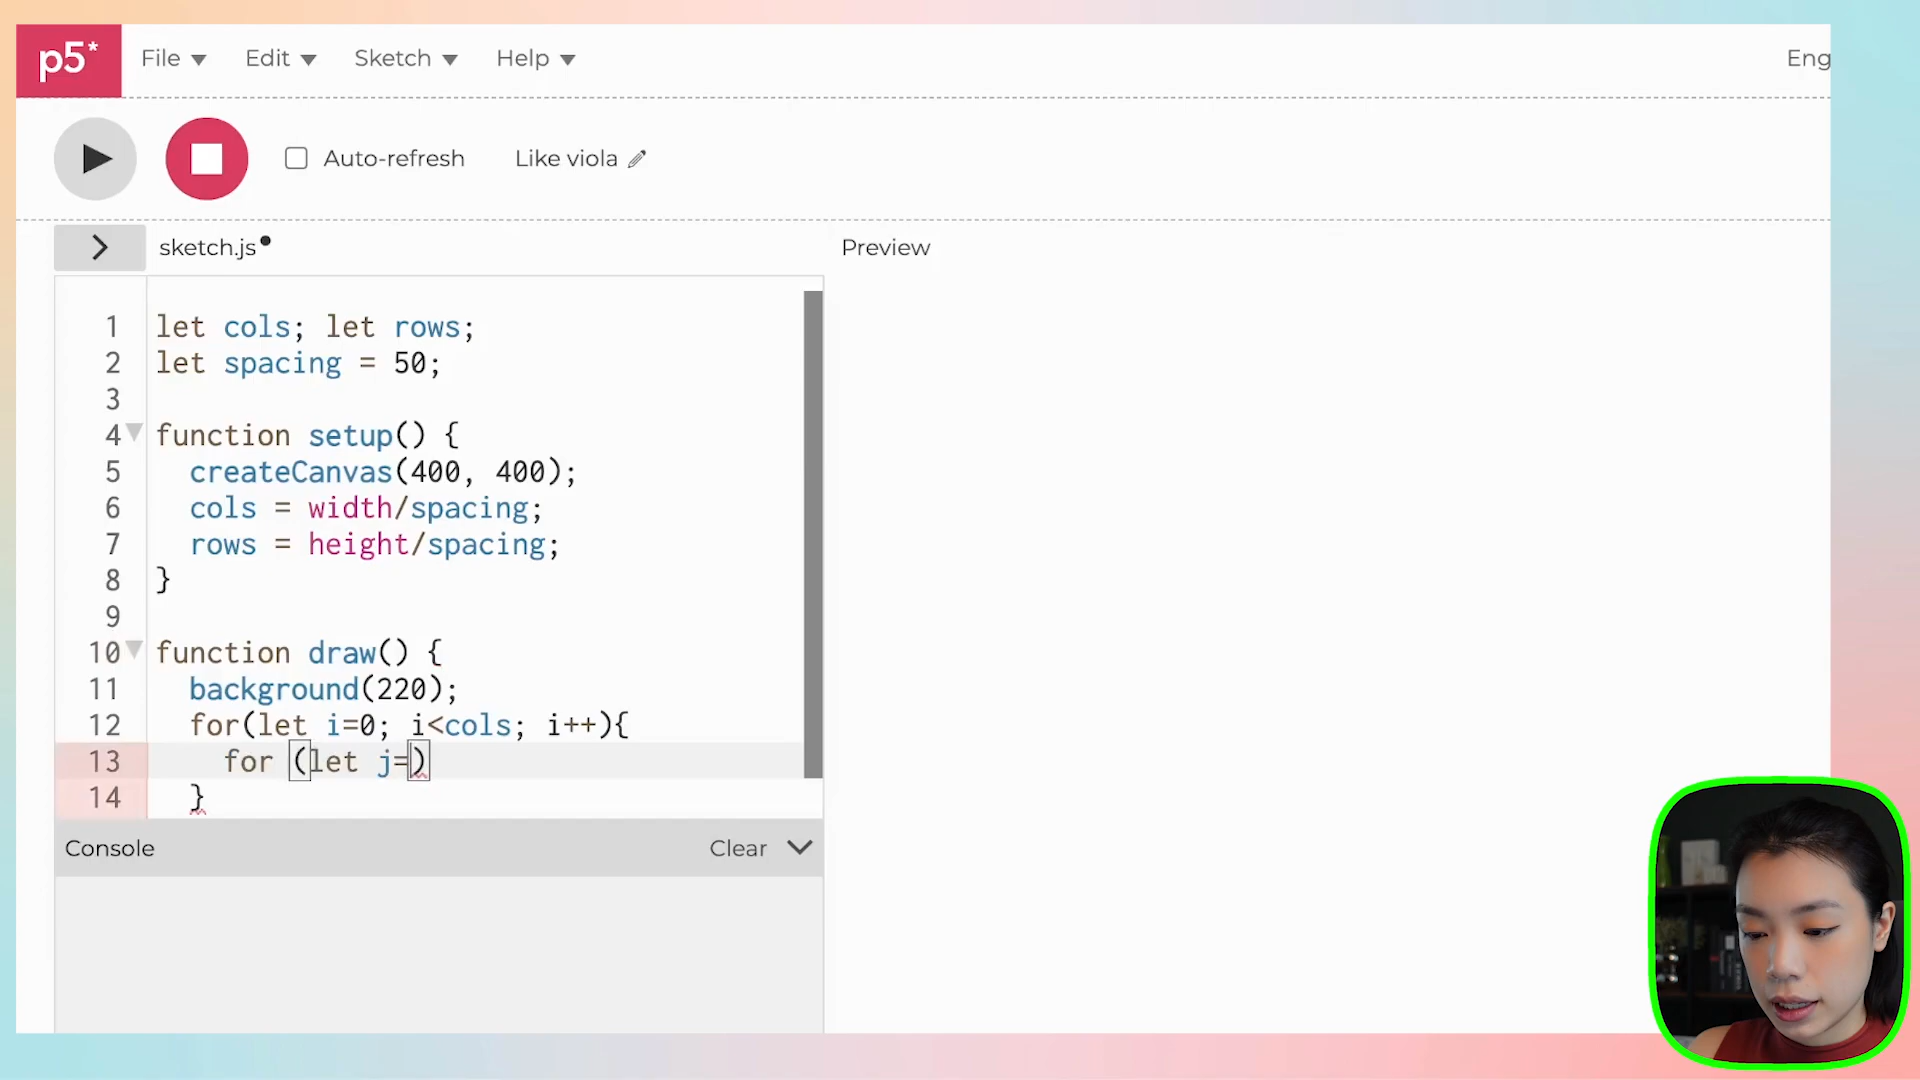 p5* File Edit Sketch Help Eng
Auto-refresh Like viola
sketch.js Preview
1 let cols; let rows;
2 let spacing = 50;
3
4 function setup() {
5 createCanvas(400, 400);
6 cols = width/spacing;
7 rows = height/spacing;
8 }
9
10 function draw() {
11 background(220);
12 for(let i=0; i<cols; i++){
13 for (let j=)
14 }
Console Clear